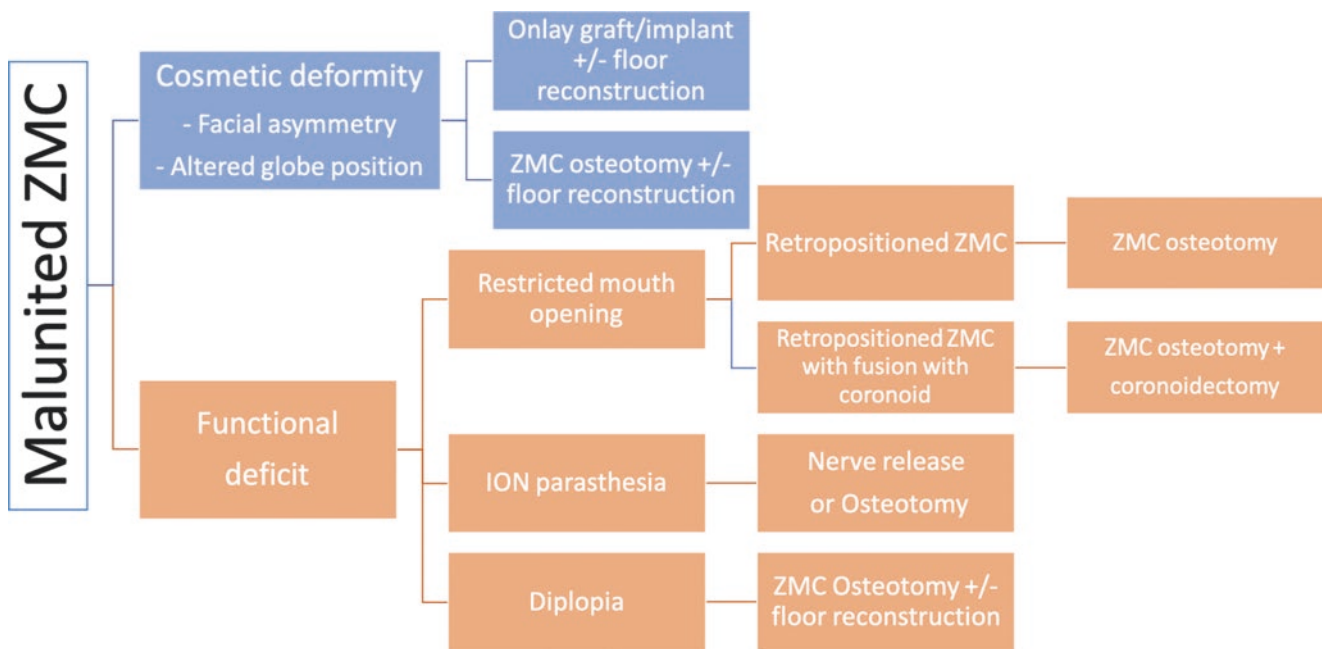 Malunited ZMC
Cosmetic deformity
- Facial asymmetry
- Altered globe position
Onlay graft/implant
+/- floor
reconstruction
ZMC osteotomy +/-
floor reconstruction
Functional
deficit
Restricted mouth
opening
Retropositioned ZMC
ZMC osteotomy
Retropositioned ZMC
with fusion with
coronoid
ZMC osteotomy +
coronoidectomy
ION parasthesia
Nerve release
or Osteotomy
Diplopia
ZMC Osteotomy +/-
floor reconstruction